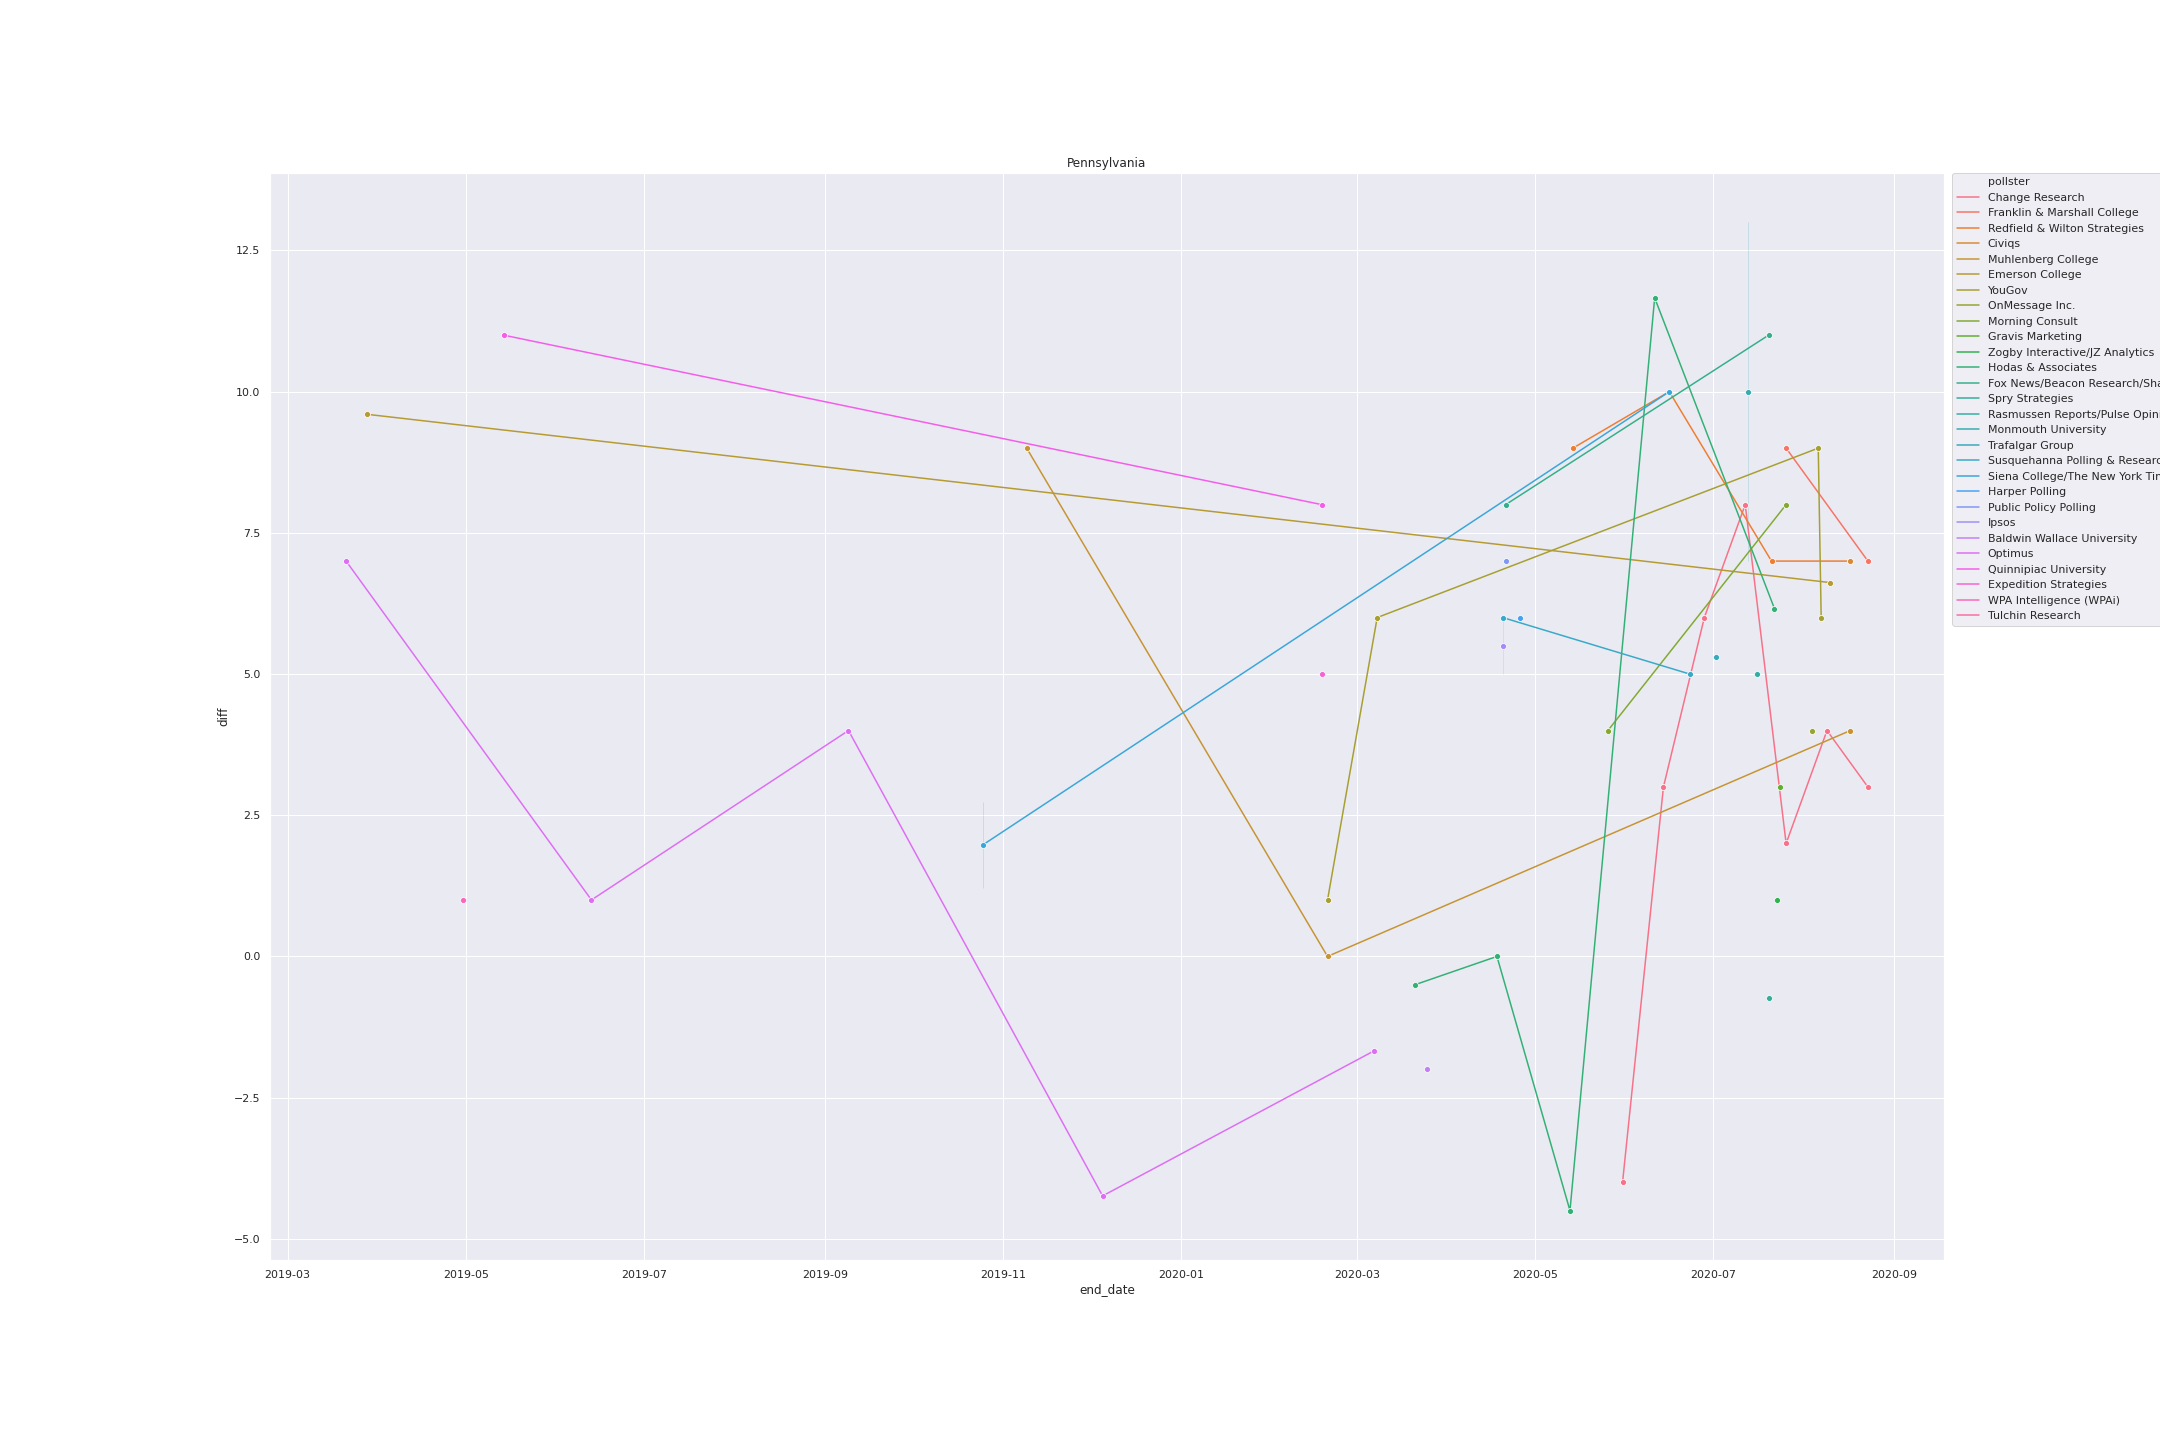 Pennsylvania
12.5
10.0
7.5
5.0
2.5
0.0
−2.5
−5.0
diff
2019-03 2019-05 2019-07 2019-09 2019-11 2020-01 2020-03 2020-05 2020-07 2020-09
end_date
pollster
Change Research
Franklin & Marshall College
Redfield & Wilton Strategies
Civiqs
Muhlenberg College
Emerson College
YouGov
OnMessage Inc.
Morning Consult
Gravis Marketing
Zogby Interactive/JZ Analytics
Hodas & Associates
Fox News/Beacon Research/Sha
Spry Strategies
Rasmussen Reports/Pulse Opin
Monmouth University
Trafalgar Group
Susquehanna Polling & Researc
Siena College/The New York Tim
Harper Polling
Public Policy Polling
Ipsos
Baldwin Wallace University
Optimus
Quinnipiac University
Expedition Strategies
WPA Intelligence (WPAi)
Tulchin Research